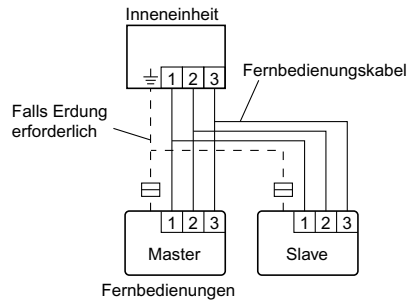 Inneneinheit
1 2 3
Fernbedienungskabel
Falls Erdung
erforderlich
1 2 3
1 2 3
Master
Slave
Fernbedienungen